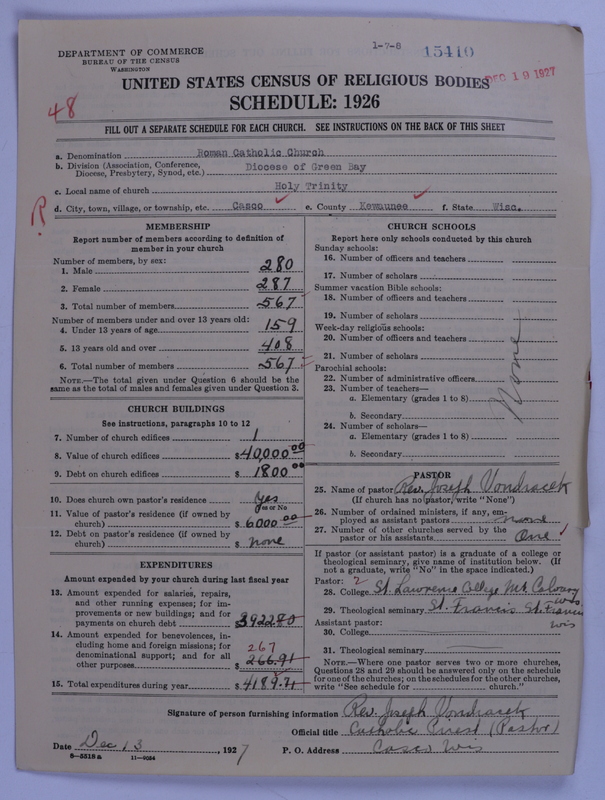 DEPARTMENT OF COMMERCE
BUREAU OF THE CENSUS
WASHINGTON
1-7-8
15410
DEC 19 1927
UNITED STATES CENSUS OF RELIGIOUS BODIES
SCHEDULE: 1926
48
FILL OUT A SEPARATE SCHEDULE FOR EACH CHURCH. SEE INSTRUCTIONS ON THE BACK OF THIS SHEET
a. Denomination Roman Catholic Church
b. Division (Association, Conference, Diocese, Presbytery, Synod, etc.) Diocese of Green Bay
c. Local name of church Holy Trinity
R
d. City, town, village, or township, etc. Casco e. County Kewaunee f. State Wisc.
MEMBERSHIP
Report number of members according to definition of
member in your church
Number of members, by sex:
1. Male 280
2. Female 287
3. Total number of members 567
Number of members under and over 13 years old:
4. Under 13 years of age 159
5. 13 years old and over 408
6. Total number of members 567
NOTE.—The total given under Question 6 should be
same as the total of males and females given under Question 3.
CHURCH BUILDINGS
See instructions, paragraphs 10 to 12
7. Number of church edifices 1
8. Value of church edifices $40,000.00
9. Debt on church edifices $1800.00
10. Does church own pastor's residence Yes
Yes or No
11. Value of pastor's residence (if owned by
church) $6000.00
12. Debt on pastor's residence (if owned by
church) $ none
EXPENDITURES
Amount expended by your church during last fiscal year
13. Amount expended for salaries, repairs,
and other running expenses; for im-
provements or new buildings; and for
payments on church debt 3922.80
14. Amount expended for benevolences, in-
cluding home and foreign missions; for
denominational support; and for all
other purposes $ 266.91
267
15. Total expenditures during year $ 4189.71
CHURCH SCHOOLS
Report here only schools conducted by this church
Sunday schools:
16. Number of officers and teachers
17. Number of scholars
Summer vacation Bible schools:
18. Number of officers and teachers
19. Number of scholars
Week-day religious schools:
20. Number of officers and teachers
21. Number of scholars
Parochial schools:
22. Number of administrative officers
23. Number of teachers—
a. Elementary (grades 1 to 8)
b. Secondary
24. Number of scholars—
a. Elementary (grades 1 to 8)
b. Secondary
None
PASTOR
25. Name of pastor Rev. Joseph Vondracek
(If church has no pastor, write "None")
26. Number of ordained ministers, if any, em-
ployed as assistant pastors none
27. Number of other churches served by the
pastor or his assistants One
If pastor (or assistant pastor) is a graduate of a college or
theological seminary, give name of institution below. (If
not a graduate, write "No" in the space indicated.)
Pastor: 2
28. College St. Lawrence College Mt. Calvary Wis
29. Theological seminary St. Francis St. Francis Wis
Assistant pastor:
30. College
31. Theological seminary
NOTE.—Where one pastor serves two or more churches,
Questions 28 and 29 should be answered only on the schedule
for one of the churches; on the schedules for the other churches,
write "See schedule for church."
Signature of person furnishing information Rev. Joseph Vondracek
Official title Catholic Priest (Pastor)
Date Dec 13, 1927 P. O. Address Casco Wis
8—5518a 11—9054